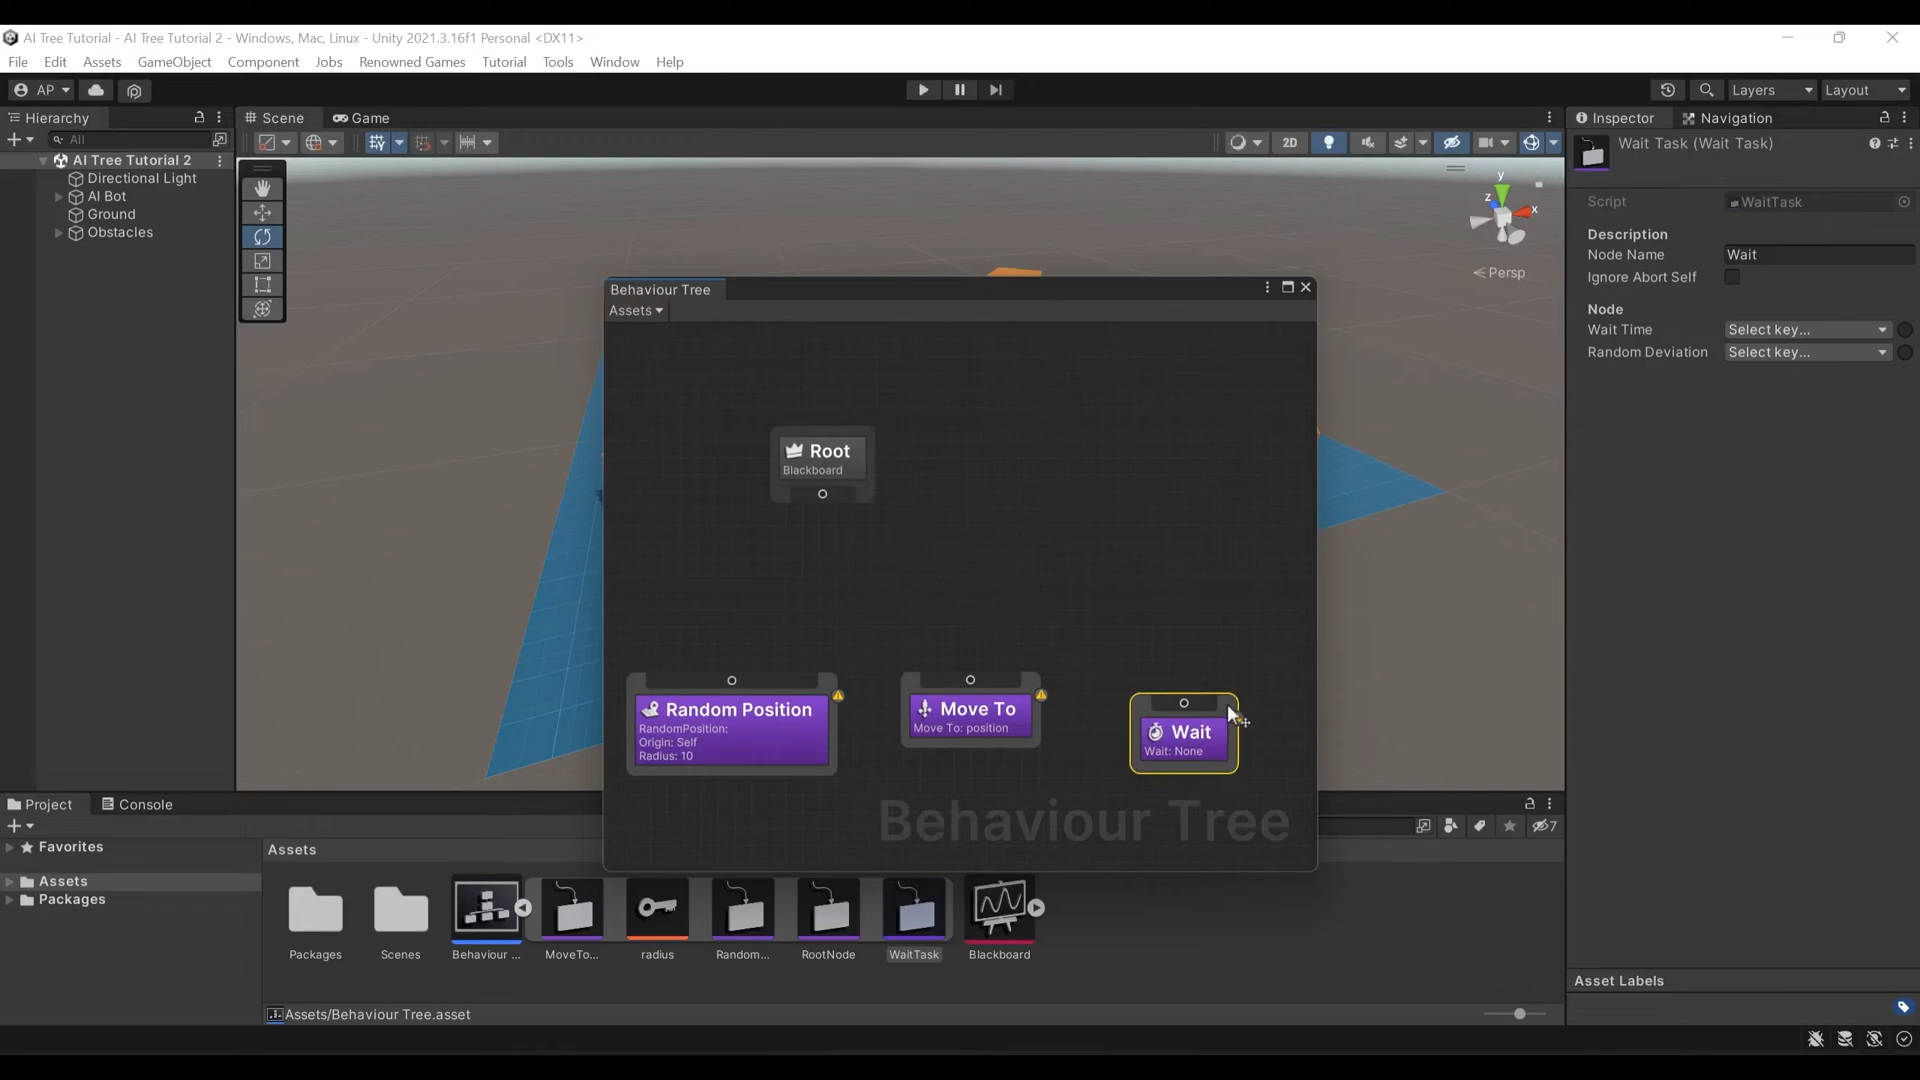 AI Tree Tutorial - AI Tree Tutorial 2 - Windows, Mac, Linux - Unity 2021.3.16f1 Personal <DX11>
File Edit Assets GameObject Component Jobs Renowned Games Tutorial Tools Window Help
AP
Layers
Layout
Hierarchy
Scene
Game
Inspector
Navigation
All
2D
Wait Task (Wait Task)
AI Tree Tutorial 2
Directional Light
AI Bot
Ground
Obstacles
y
z
x
Persp
Script
WaitTask
Description
Node Name
Wait
Ignore Abort Self
Node
Wait Time
Select key...
Random Deviation
Select key...
Behaviour Tree
Assets
Root
Blackboard
Random Position
RandomPosition:
Origin: Self
Radius: 10
Move To
Move To: position
Wait
Wait: None
Behaviour Tree
Project
Console
7
Favorites
Assets
Packages
Assets
Packages
Scenes
Behaviour ...
MoveTo...
radius
Random...
RootNode
WaitTask
Blackboard
Assets/Behaviour Tree.asset
Asset Labels